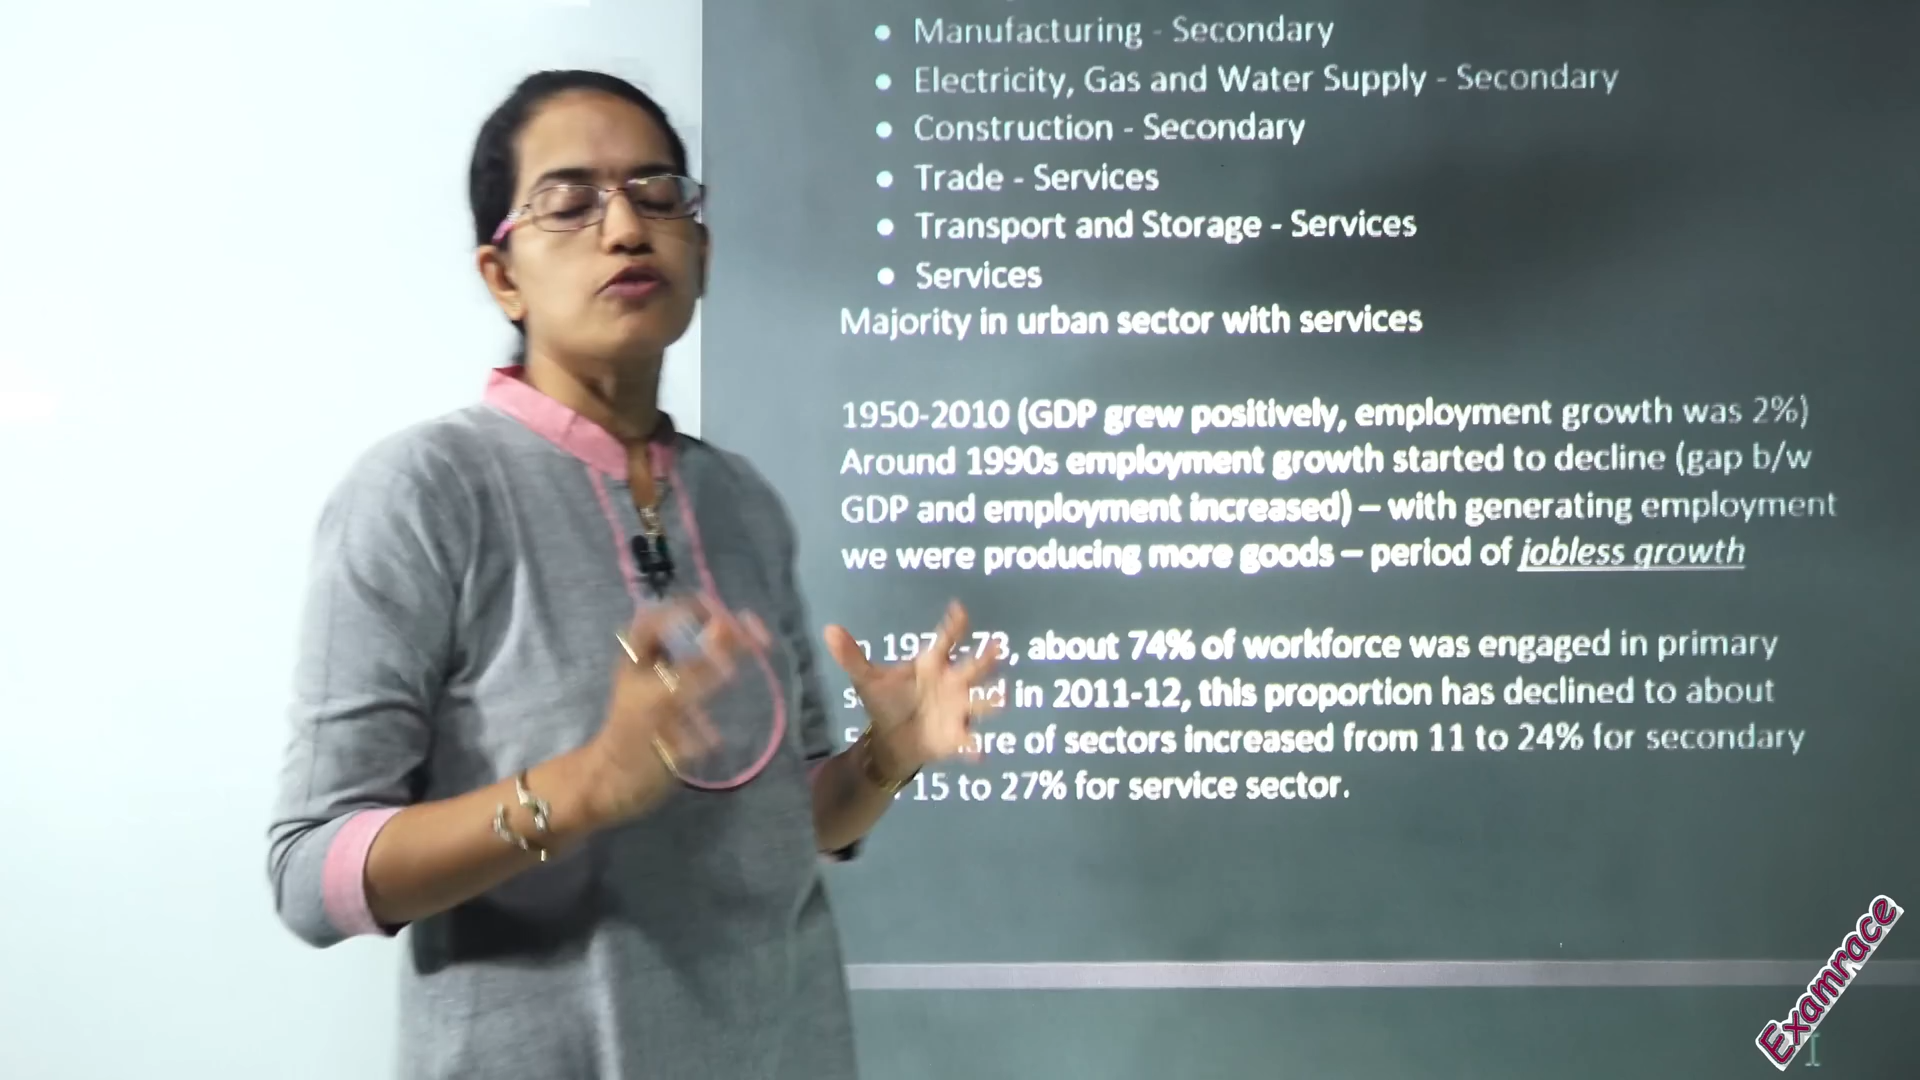 Manufacturing - Secondary
Electricity, Gas and Water Supply - Secondary
Construction - Secondary
Trade - Services
Transport and Storage - Services
Services
Majority in urban sector with services
1950-2010 (GDP grew positively, employment growth was 2%)
Around 1990s employment growth started to decline (gap b/w
GDP and employment increased) – with generating employment
we were producing more goods – period of jobless growth
about 74% of workforce was engaged in primary
in 2011-12, this proportion has declined to about
of sectors increased from 11 to 24% for secondary
15 to 27% for service sector.
Examrace